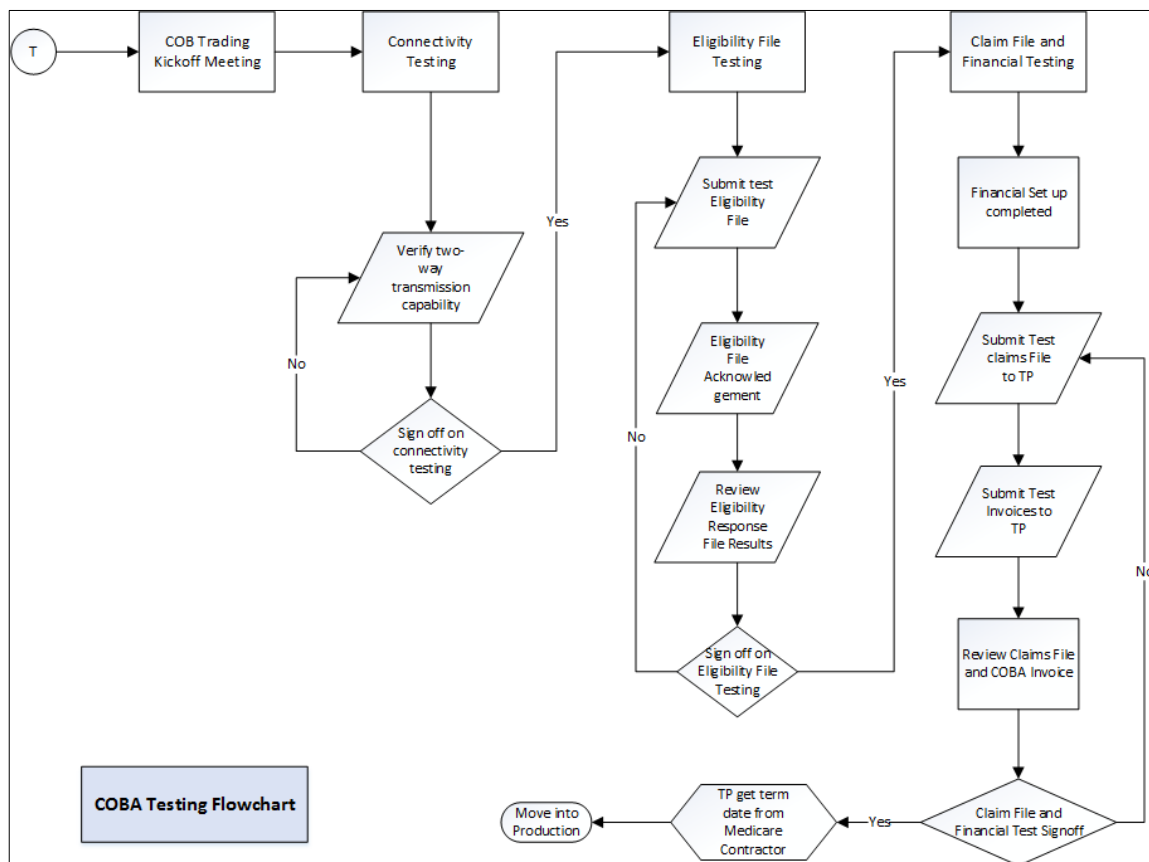 T
COB Trading
Kickoff Meeting
Connectivity
Testing
Verify two-
way
transmission
capability
No
Sign off on
connectivity
testing
Yes
Eligibility File
Testing
Submit test
Eligibility
File
Eligibility
File
Acknowled
gement
No
Review
Eligibility
Response
File Results
Sign off on
Eligibility File
Testing
Yes
Claim File and
Financial Testing
Financial Set up
completed
Submit Test
claims File
to TP
Submit Test
Invoices to
TP
No
Review Claims File
and COBA Invoice
Claim File and
Financial Test Signoff
Yes
TP get term
date from
Medicare
Contractor
Move into
Production
COBA Testing Flowchart